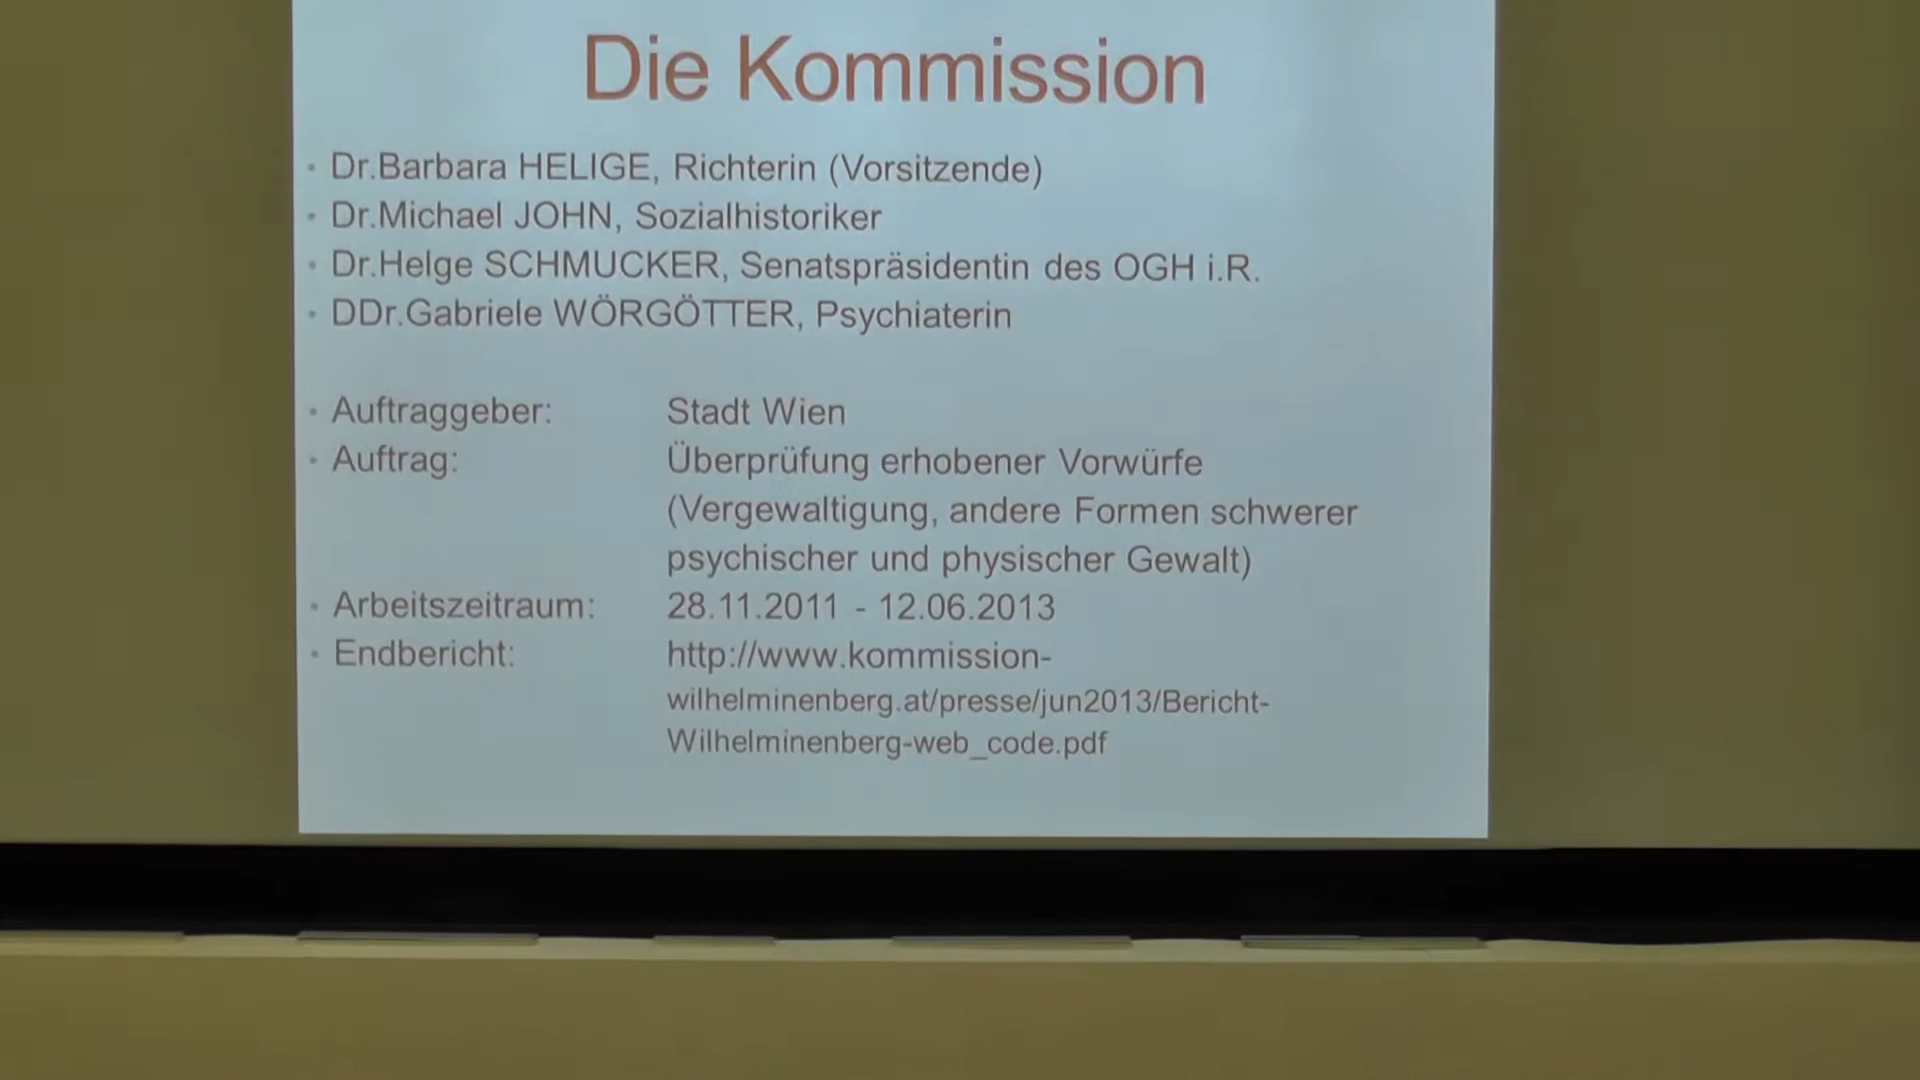 Die Kommission
• Dr.Barbara HELIGE, Richterin (Vorsitzende)
• Dr.Michael JOHN, Sozialhistoriker
• Dr.Helge SCHMUCKER, Senatspräsidentin des OGH i.R.
• DDr.Gabriele WÖRGÖTTER, Psychiaterin
• Auftraggeber: Stadt Wien
• Auftrag: Überprüfung erhobener Vorwürfe
(Vergewaltigung, andere Formen schwerer
psychischer und physischer Gewalt)
• Arbeitszeitraum: 28.11.2011 - 12.06.2013
• Endbericht: http://www.kommission-
wilhelminenberg.at/presse/jun2013/Bericht-
Wilhelminenberg-web_code.pdf